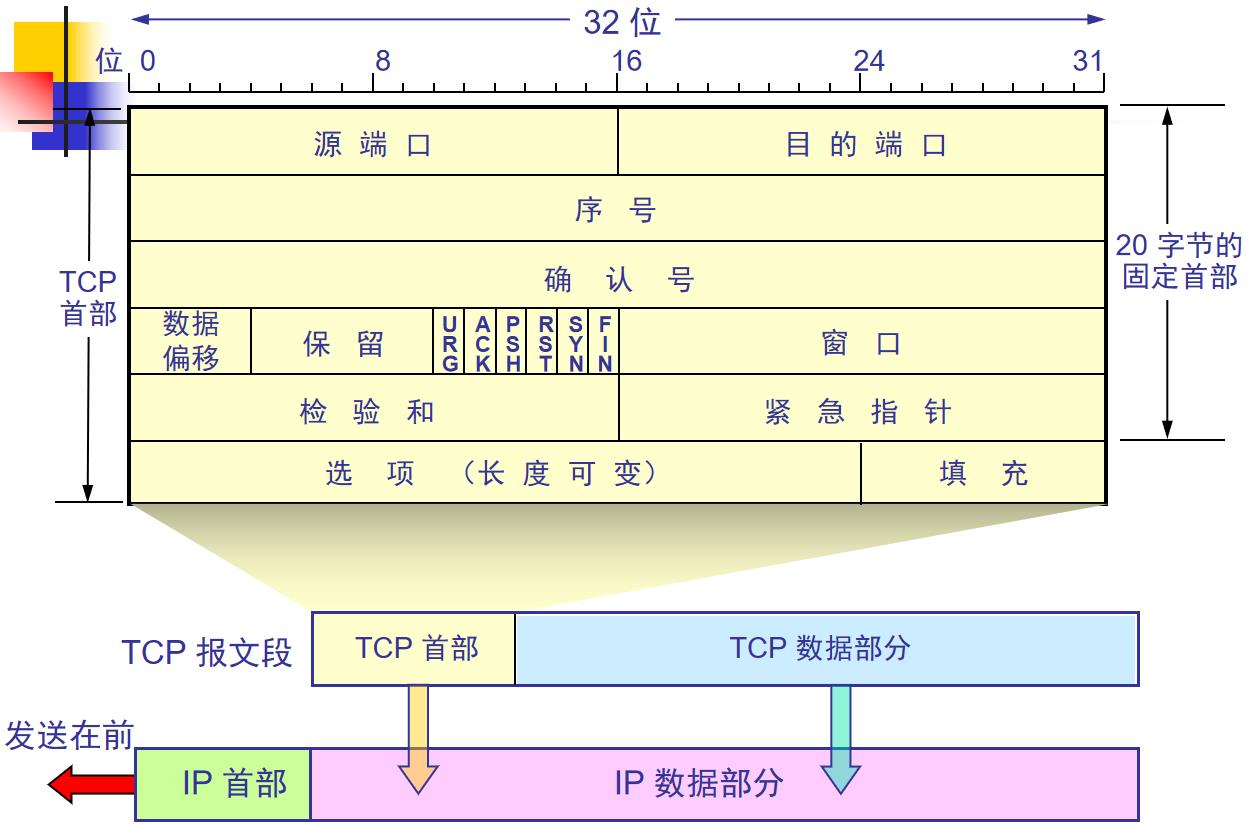 32 位
位 0 8 16 24 31
源 端 口
目 的 端 口
序 号
确 认 号
TCP
首部
20 字节的
固定首部
数据
偏移
保 留
URG
ACK
PSH
RST
SYN
FIN
窗 口
检 验 和
紧 急 指 针
选 项 （长 度 可 变）
填 充
TCP 报文段
TCP 首部
TCP 数据部分
发送在前
IP 首部
IP 数据部分